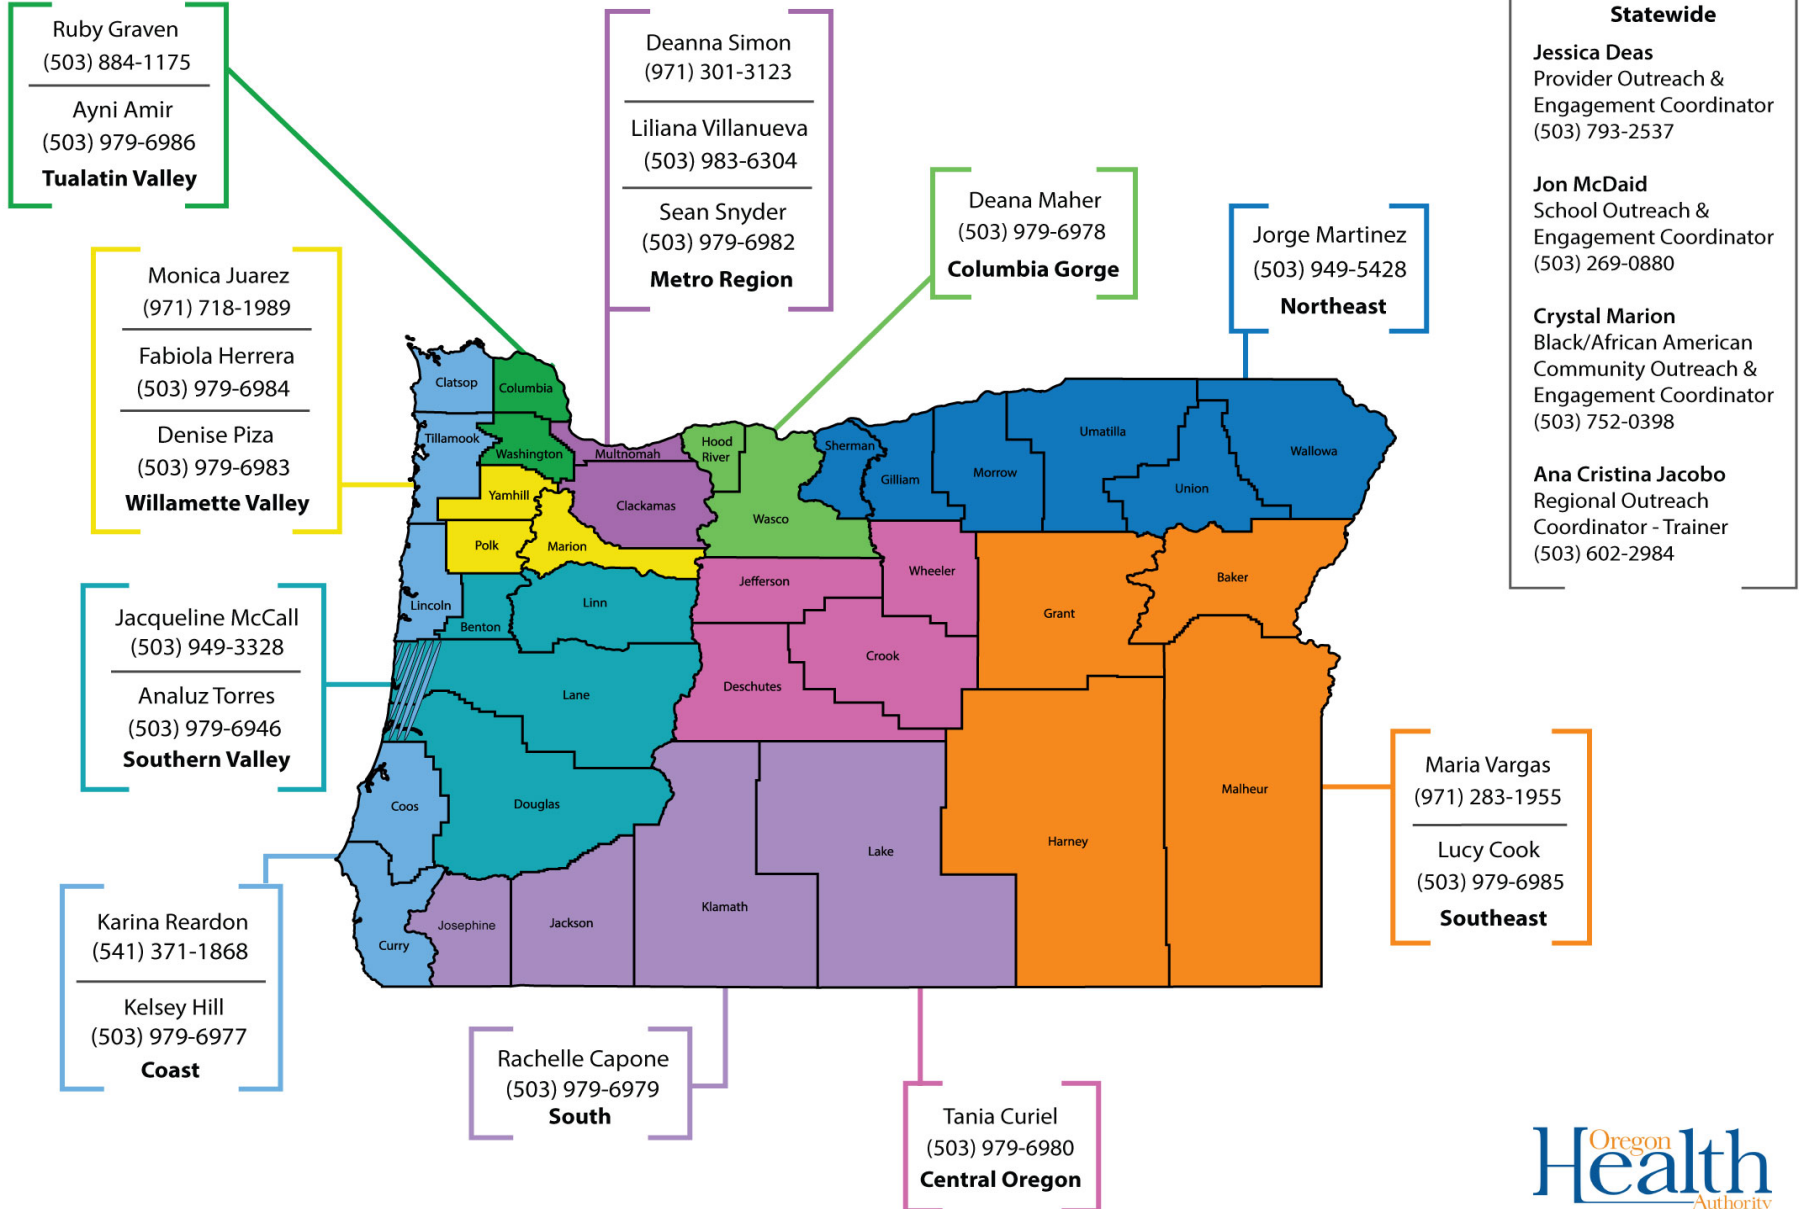 Ruby Graven
(503) 884-1175
Ayni Amir
(503) 979-6986
Tualatin Valley
Deanna Simon
(971) 301-3123
Liliana Villanueva
(503) 983-6304
Sean Snyder
(503) 979-6982
Metro Region
Deana Maher
(503) 979-6978
Columbia Gorge
Jorge Martinez
(503) 949-5428
Northeast
Statewide
Jessica Deas
Provider Outreach &
Engagement Coordinator
(503) 793-2537
Jon McDaid
School Outreach &
Engagement Coordinator
(503) 269-0880
Crystal Marion
Black/African American
Community Outreach &
Engagement Coordinator
(503) 752-0398
Ana Cristina Jacobo
Regional Outreach
Coordinator - Trainer
(503) 602-2984
Monica Juarez
(971) 718-1989
Fabiola Herrera
(503) 979-6984
Denise Piza
(503) 979-6983
Willamette Valley
Jacqueline McCall
(503) 949-3328
Analuz Torres
(503) 979-6946
Southern Valley
Karina Reardon
(541) 371-1868
Kelsey Hill
(503) 979-6977
Coast
Clatsop
Columbia
Tillamook
Washington
Multnomah
Hood
River
Sherman
Gilliam
Morrow
Umatilla
Union
Wallowa
Yamhill
Clackamas
Wasco
Polk
Marion
Jefferson
Wheeler
Grant
Baker
Lincoln
Benton
Linn
Crook
Deschutes
Lane
Coos
Douglas
Malheur
Harney
Lake
Klamath
Curry
Josephine
Jackson
Maria Vargas
(971) 283-1955
Lucy Cook
(503) 979-6985
Southeast
Rachelle Capone
(503) 979-6979
South
Tania Curiel
(503) 979-6980
Central Oregon
Oregon
Health
Authority